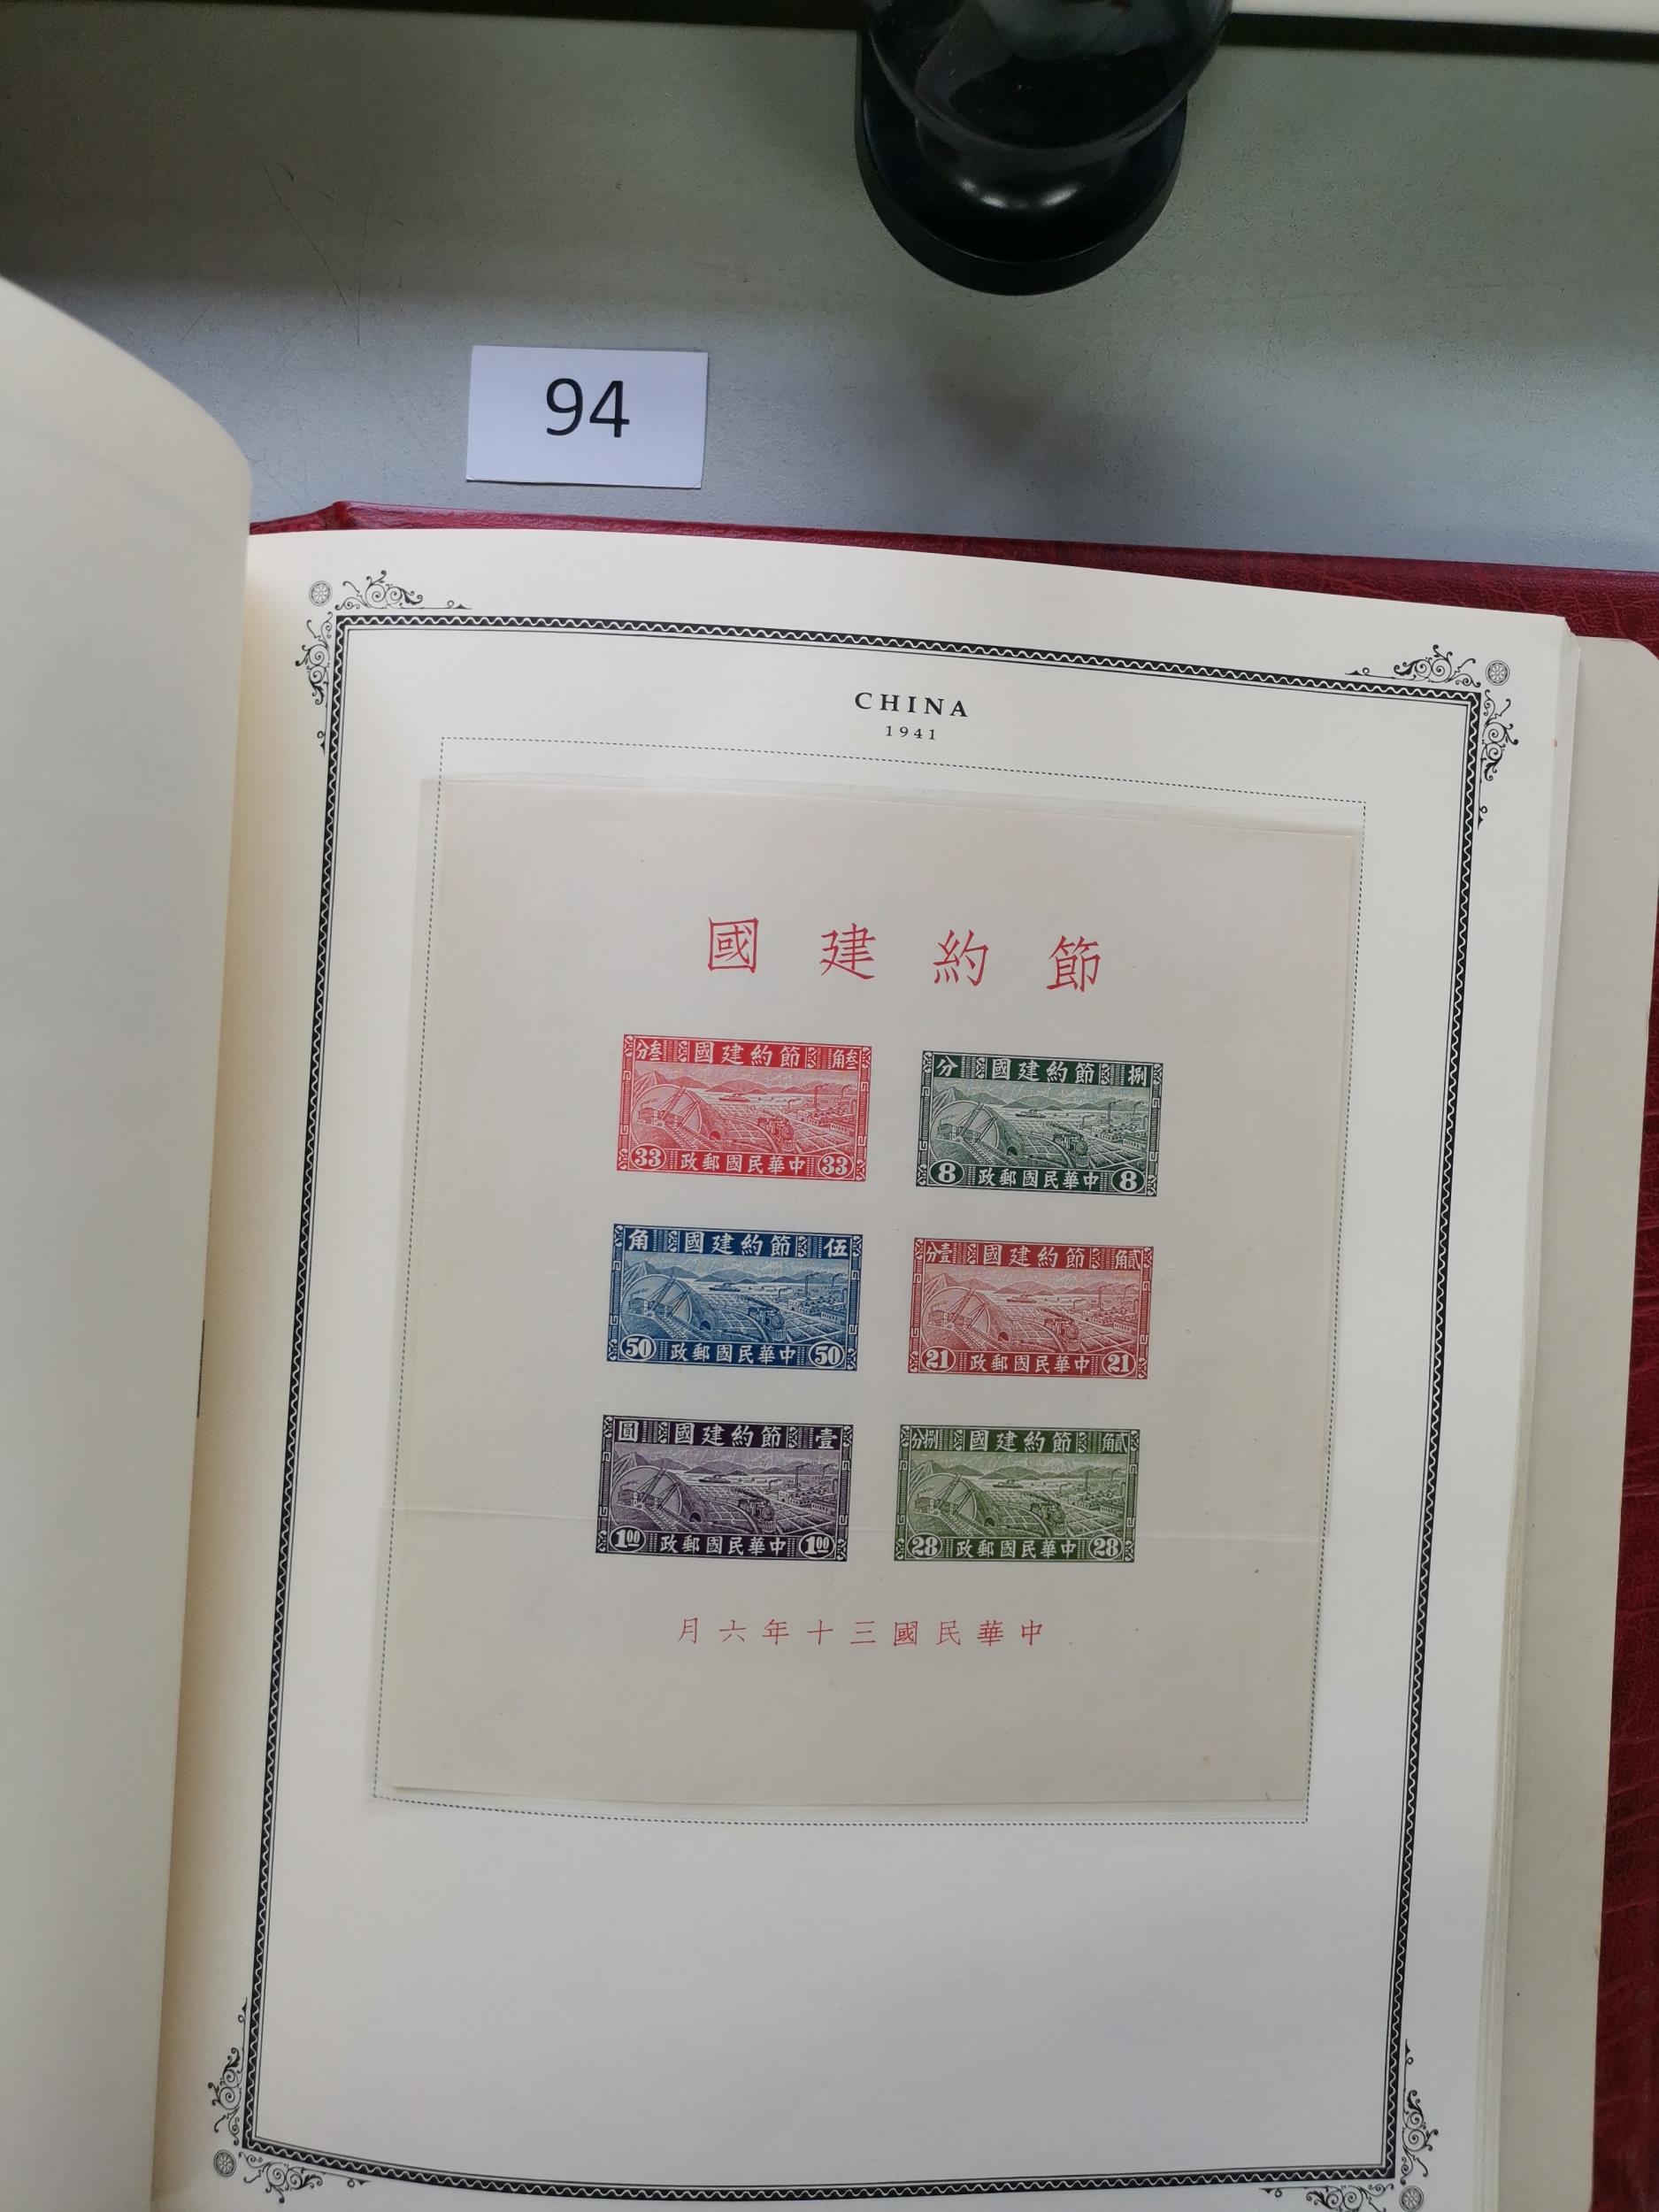 94
CHINA
1941
節約建國
捌 節約建國 分
8 中華民國郵政 8
叁角 節約建國 叁分
33 中華民國郵政 33
貳角 節約建國 壹分
21 中華民國郵政 21
伍 節約建國 角
50 中華民國郵政 50
貳角 節約建國 捌分
28 中華民國郵政 28
壹 節約建國 圓
1.00 中華民國郵政 1.00
中華民國三十年六月